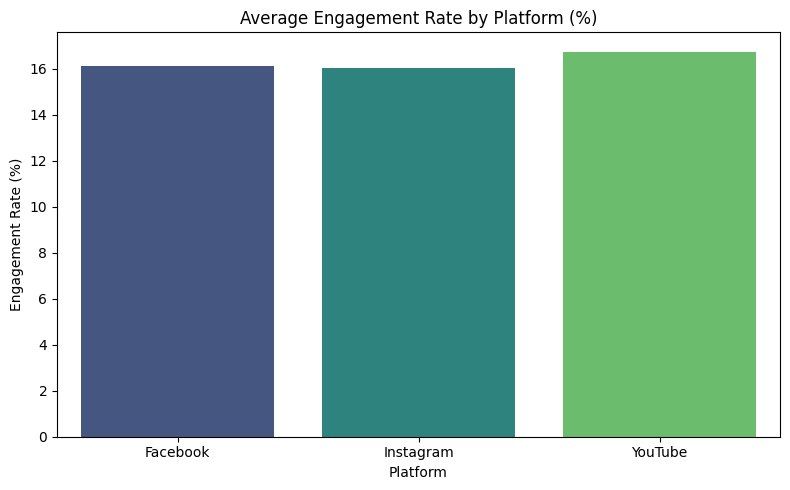 Average Engagement Rate by Platform (%)
Engagement Rate (%)
16
14
12
10
8
6
4
2
0
Facebook Instagram YouTube
Platform